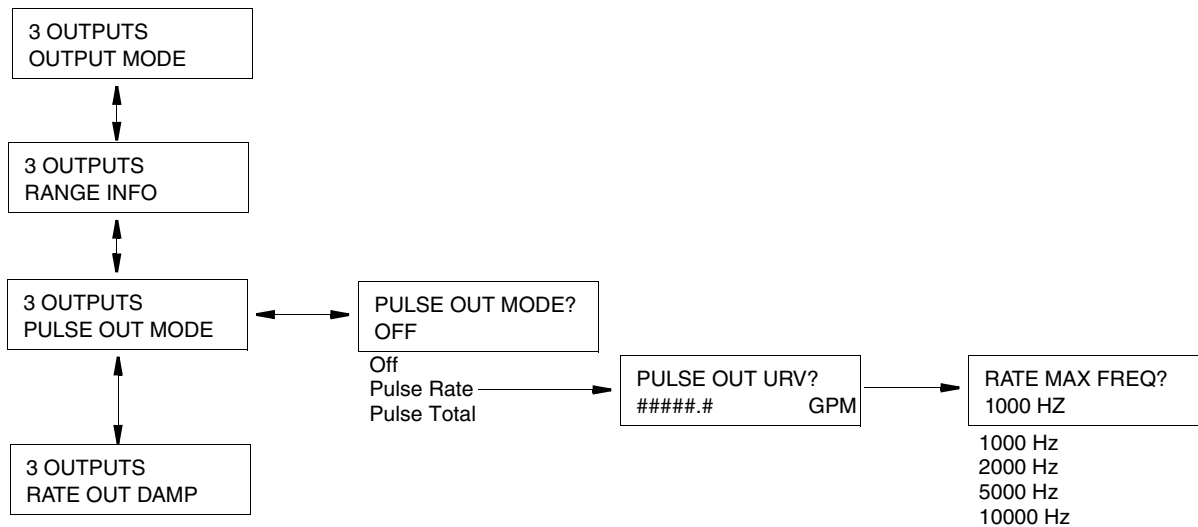 3 OUTPUTS
OUTPUT MODE
3 OUTPUTS
RANGE INFO
3 OUTPUTS
PULSE OUT MODE
PULSE OUT MODE?
OFF
Off
Pulse Rate
Pulse Total
PULSE OUT URV?
#####.# GPM
RATE MAX FREQ?
1000 HZ
1000 Hz
2000 Hz
5000 Hz
10000 Hz
3 OUTPUTS
RATE OUT DAMP